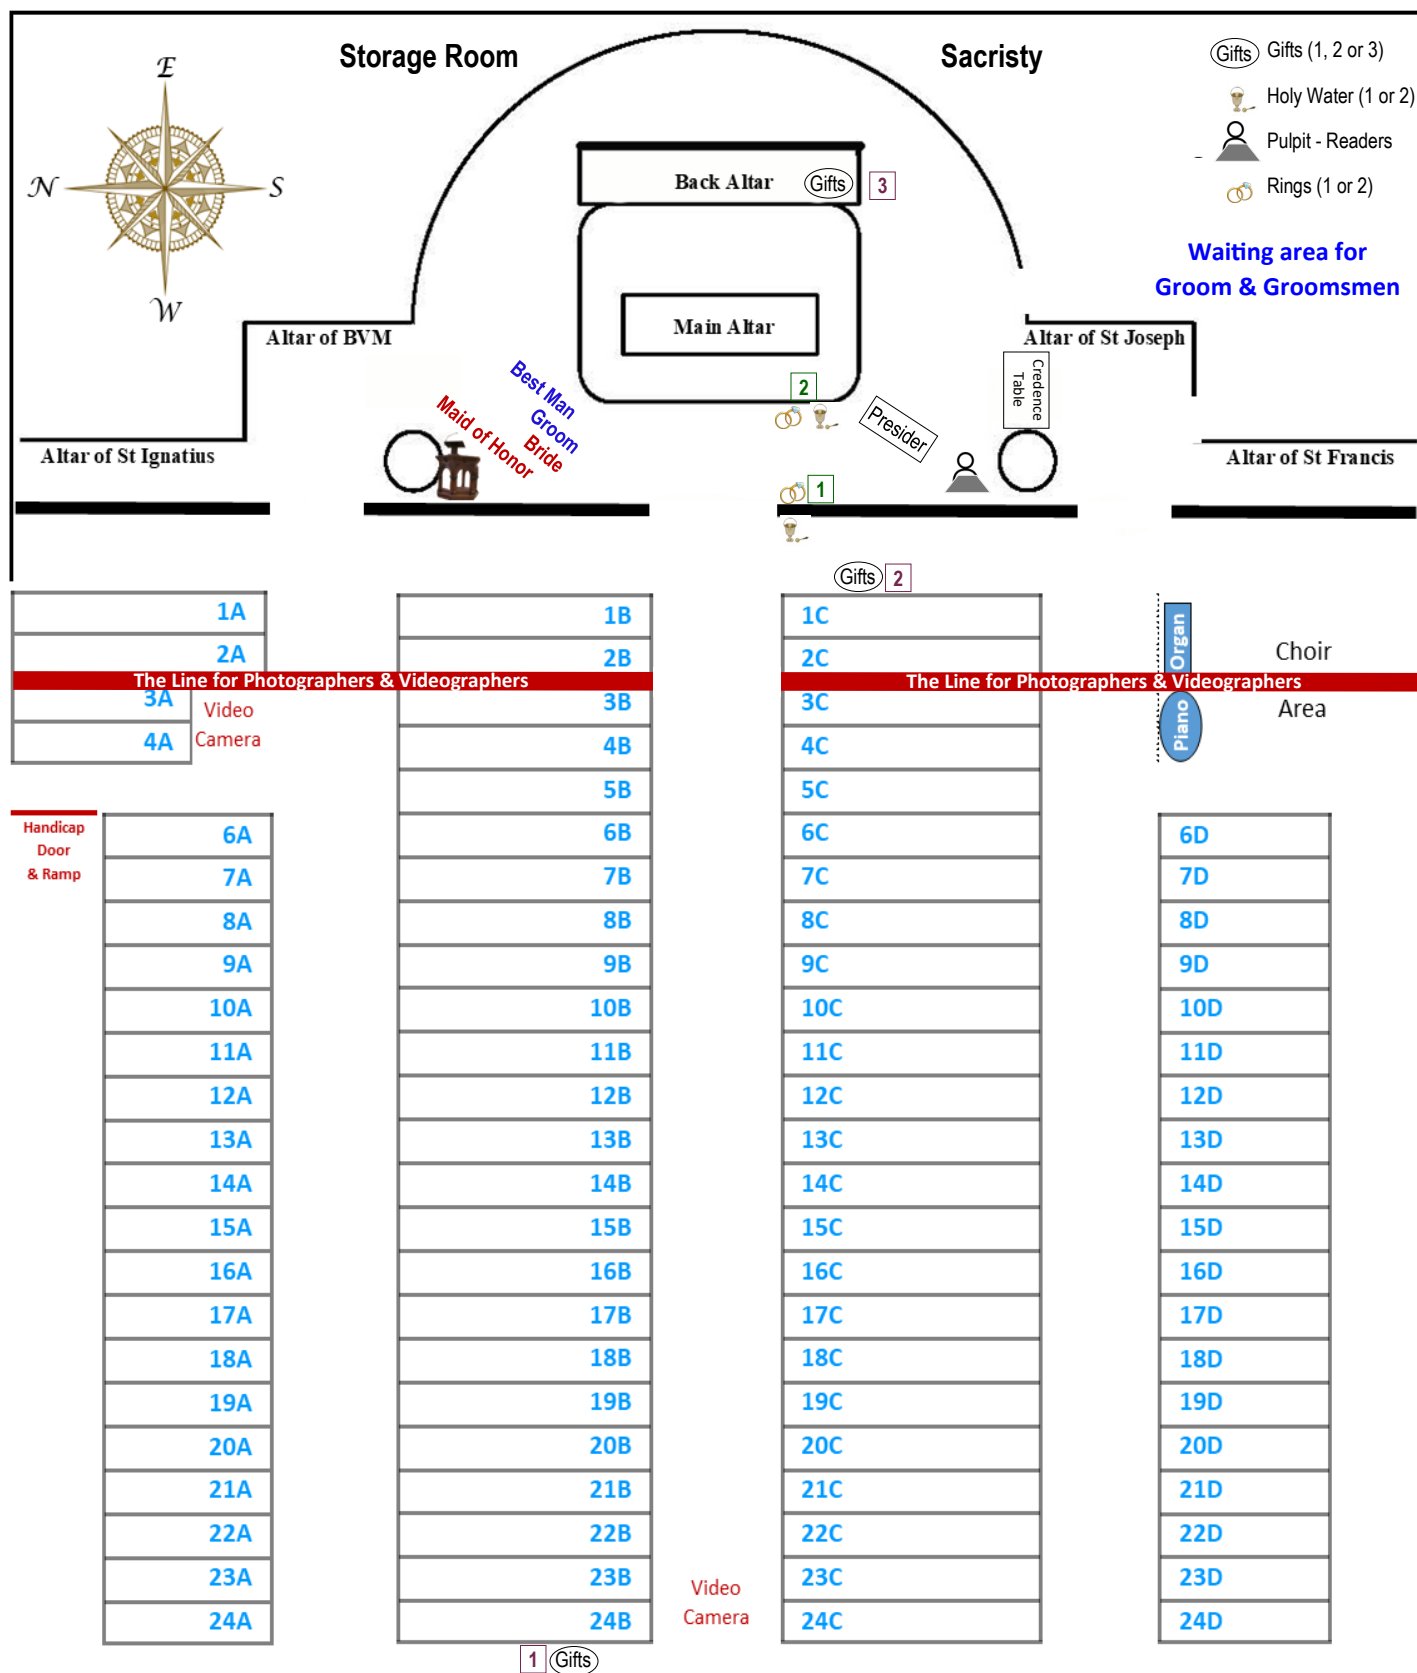 E
N
S
W
Storage Room
Sacristy
Gifts Gifts (1, 2 or 3)
Holy Water (1 or 2)
Pulpit - Readers
Rings (1 or 2)
Waiting area for
Groom & Groomsmen
Back Altar
Gifts 3
Main Altar
Altar of BVM
Altar of St Joseph
Altar of St Ignatius
Altar of St Francis
Best Man
Groom
Bride
Maid of Honor
2
Presider
Credence
Table
1
Gifts 2
1A 1B 1C
2A 2B 2C
Organ
Choir
The Line for Photographers & Videographers
The Line for Photographers & Videographers
3A 3B 3C
Video
Camera
Piano
Area
4A 4B 4C
5B 5C
Handicap
Door
& Ramp
6A 6B 6C 6D
7A 7B 7C 7D
8A 8B 8C 8D
9A 9B 9C 9D
10A 10B 10C 10D
11A 11B 11C 11D
12A 12B 12C 12D
13A 13B 13C 13D
14A 14B 14C 14D
15A 15B 15C 15D
16A 16B 16C 16D
17A 17B 17C 17D
18A 18B 18C 18D
19A 19B 19C 19D
20A 20B 20C 20D
21A 21B 21C 21D
22A 22B 22C 22D
23A 23B 23C 23D
Video
Camera
24A 24B 24C 24D
1 Gifts